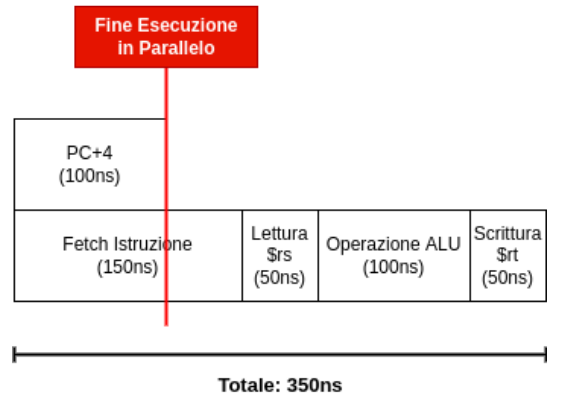 Fine Esecuzione
in Parallelo
PC+4
(100ns)
Fetch Istruzione
(150ns)
Lettura
$rs
(50ns)
Operazione ALU
(100ns)
Scrittura
$rt
(50ns)
Totale: 350ns